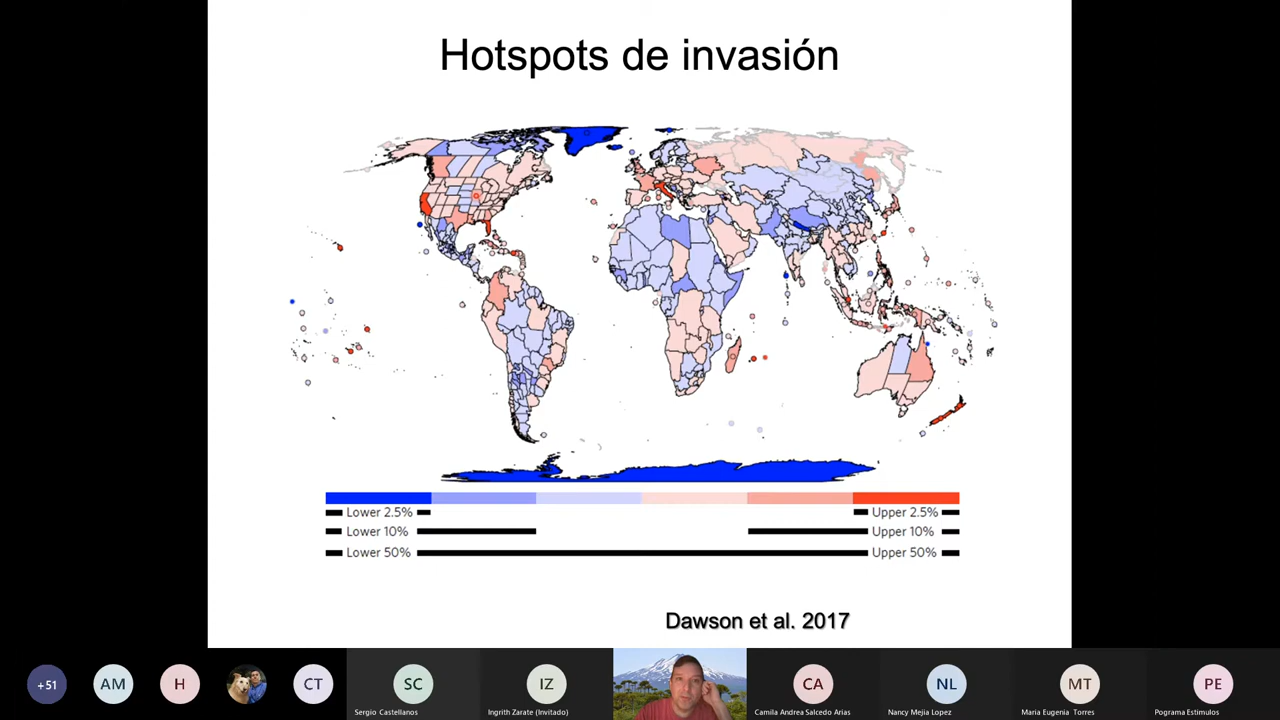 Hotspots de invasión
Lower 2.5%
Upper 2.5%
Lower 10%
Upper 10%
Lower 50%
Upper 50%
Dawson et al. 2017
+51
AM
H
CT
SC
Sergio Castellanos
IZ
Ingrith Zarate (Invitado)
CA
Camila Andrea Salcedo Arias
NL
Nancy Mejia Lopez
MT
Maria Eugenia Torres
PE
Pograma Estimulos